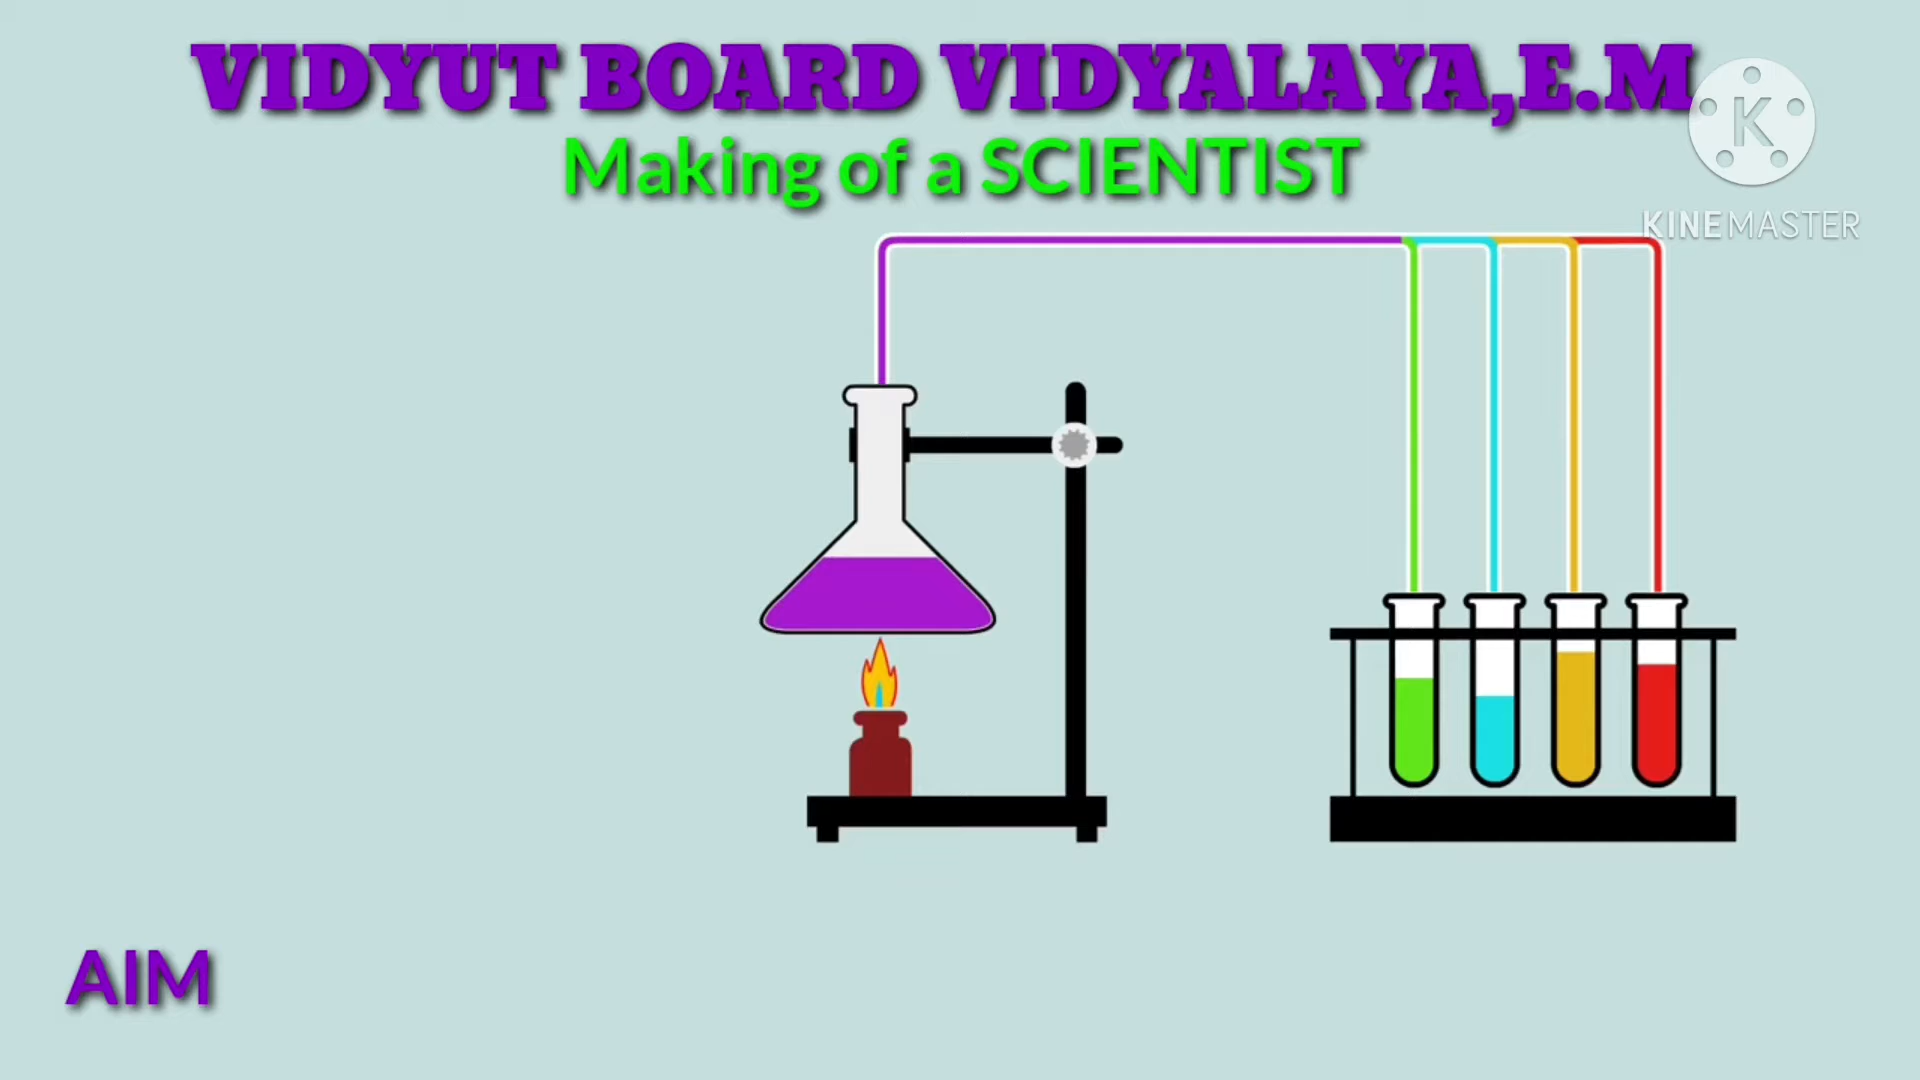 VIDYUT BOARD VIDYALAYA,E.M
Making of a SCIENTIST
K
KINEMASTER
AIM